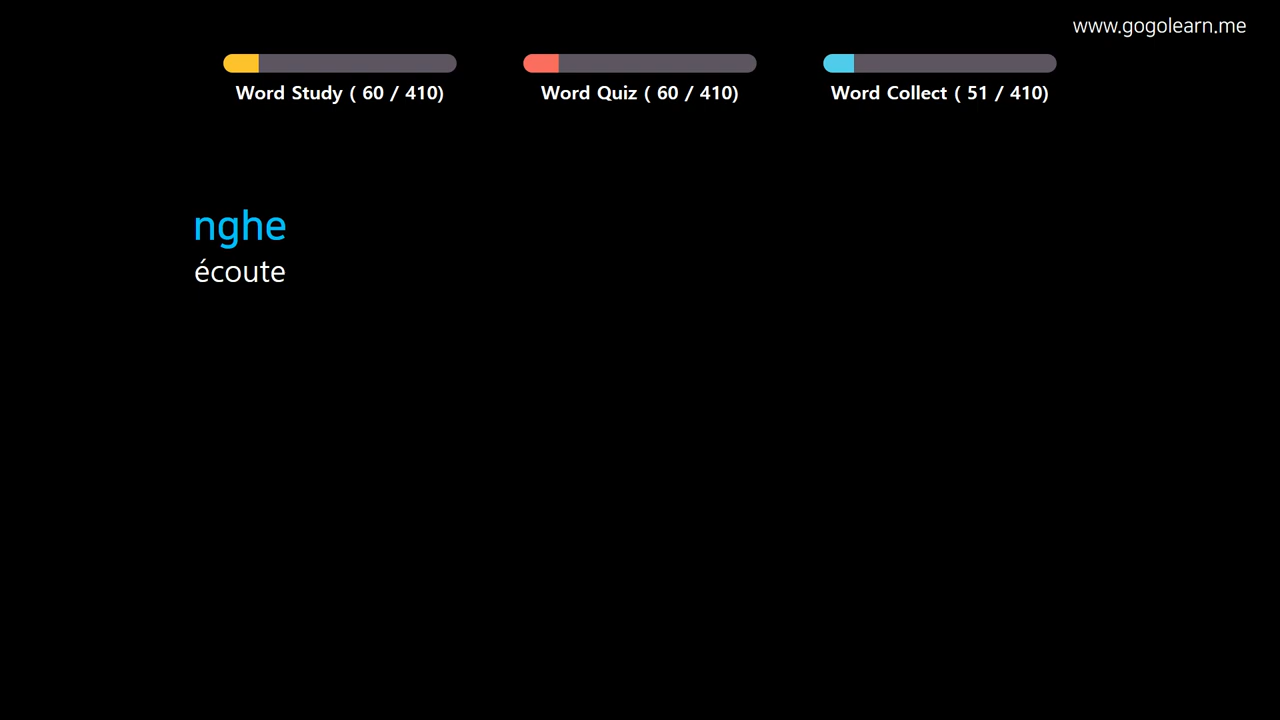 www.gogolearn.me
Word Study ( 60 / 410)
Word Quiz ( 60 / 410)
Word Collect ( 51 / 410)
nghe
écoute